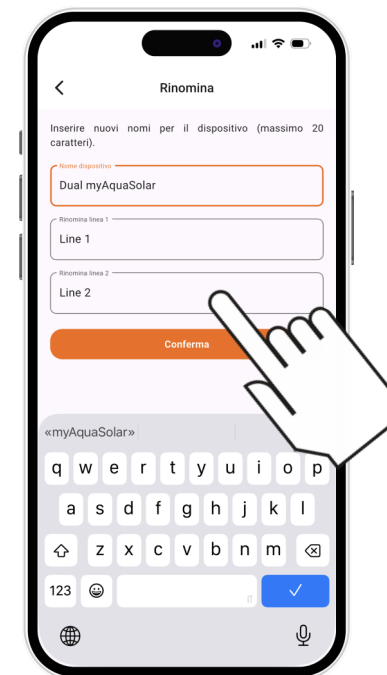 Rinomina
Inserire nuovi nomi per il dispositivo (massimo 20
caratteri).
Nome dispositivo
Dual myAquaSolar
Rinomina linea 1
Line 1
Rinomina linea 2
Line 2
Conferma
«myAquaSolar»
q w e r t y u i o p
a s d f g h j k l
z x c v b n m
123
IT